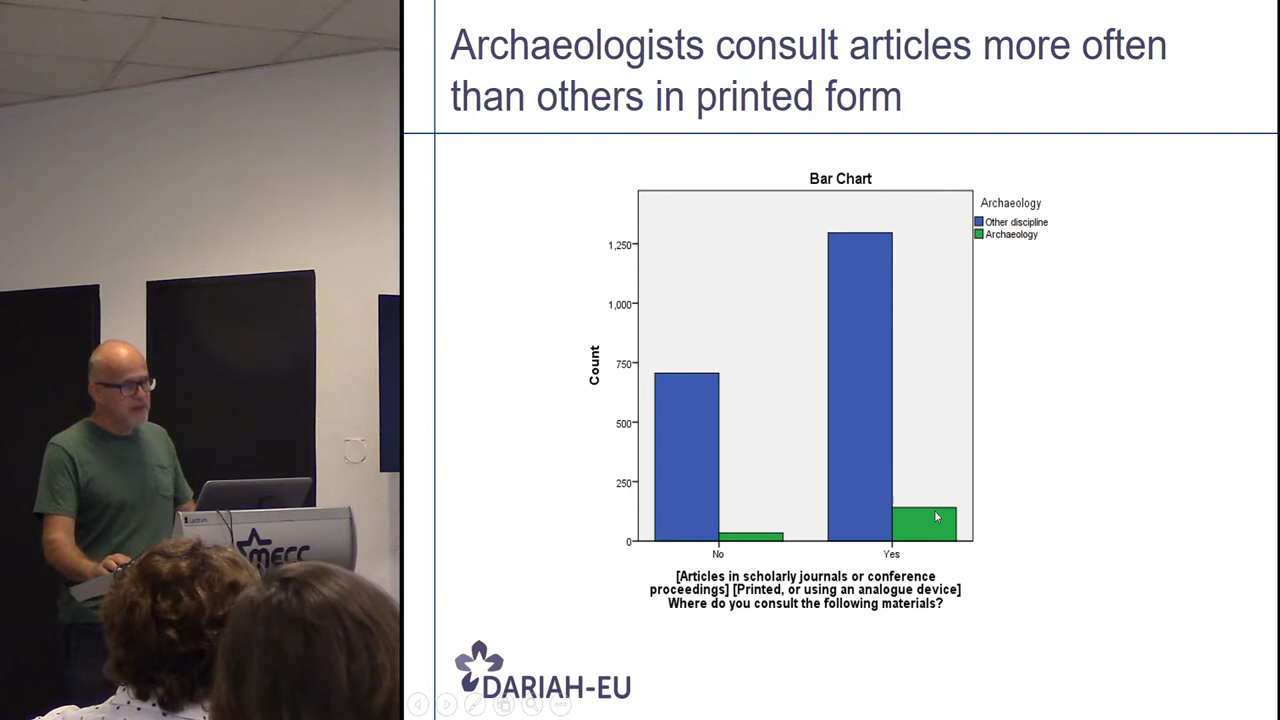 Archaeologists consult articles more often
than others in printed form
Bar Chart
Archaeology
Other discipline
Archaeology
1,250
1,000
750
500
250
0
Count
No
Yes
[Articles in scholarly journals or conference
proceedings] [Printed, or using an analogue device]
Where do you consult the following materials?
DARIAH-EU
Lectrum
MECC